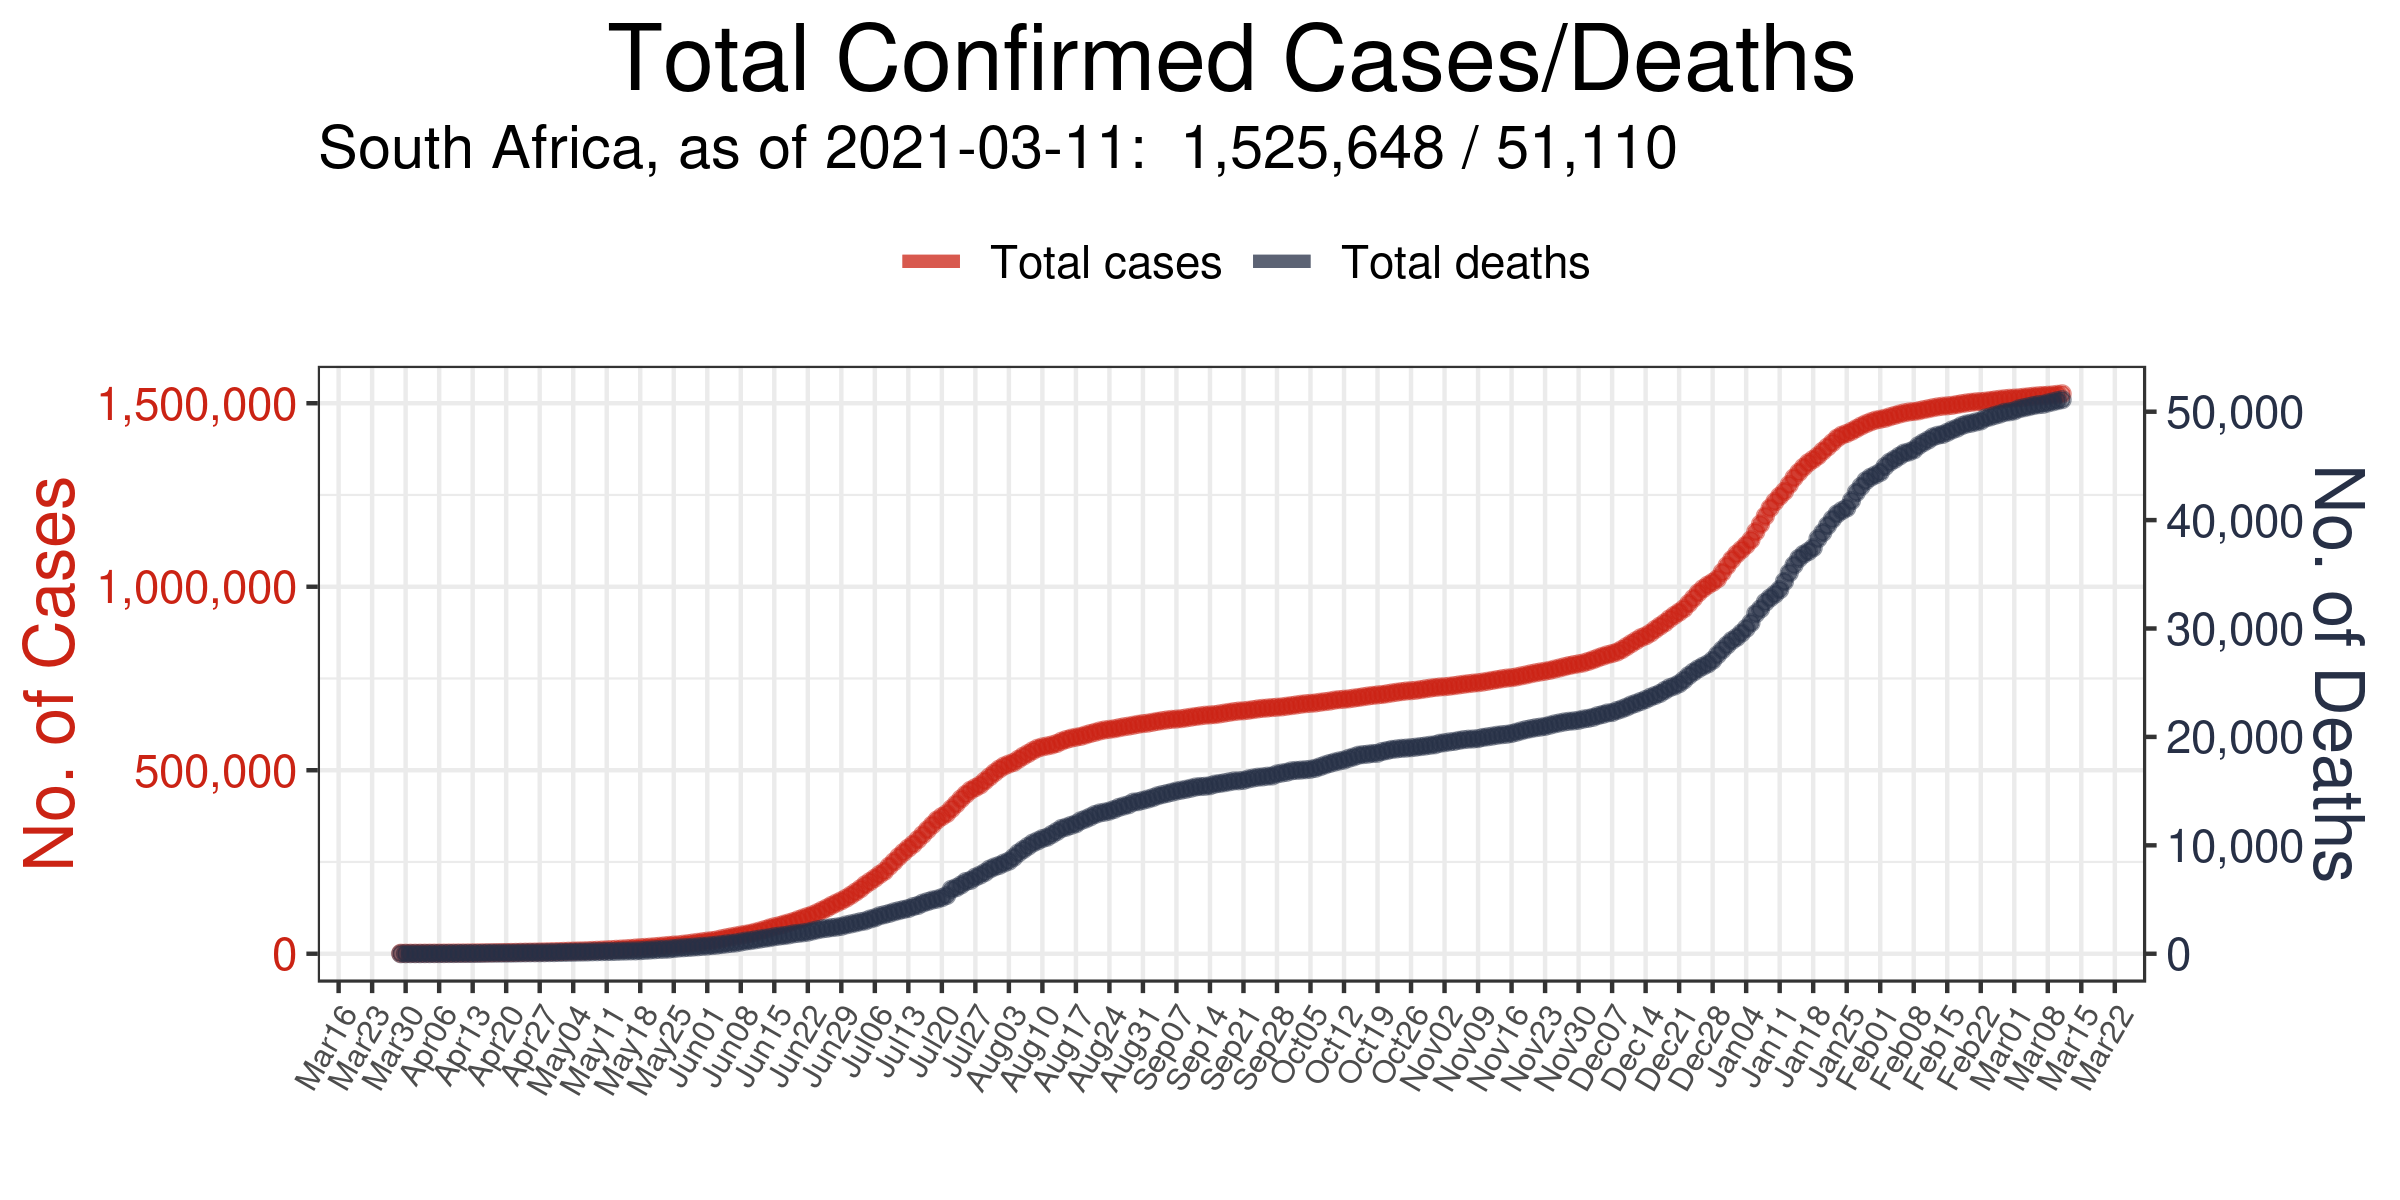 Total Confirmed Cases/Deaths
South Africa, as of 2021-03-11:  1,525,648 / 51,110
Total cases
Total deaths
No. of Cases
1,500,000
1,000,000
500,000
0
50,000
40,000
30,000
20,000
10,000
0
No. of Deaths
Mar16
Mar23
Mar30
Apr06
Apr13
Apr20
Apr27
May04
May11
May18
May25
Jun01
Jun08
Jun15
Jun22
Jun29
Jul06
Jul13
Jul20
Jul27
Aug03
Aug10
Aug17
Aug24
Aug31
Sep07
Sep14
Sep21
Sep28
Oct05
Oct12
Oct19
Oct26
Nov02
Nov09
Nov16
Nov23
Nov30
Dec07
Dec14
Dec21
Dec28
Dec04
Jan11
Jan18
Jan25
Jan01
Feb08
Feb15
Feb22
Mar01
Mar08
Mar15
Mar22